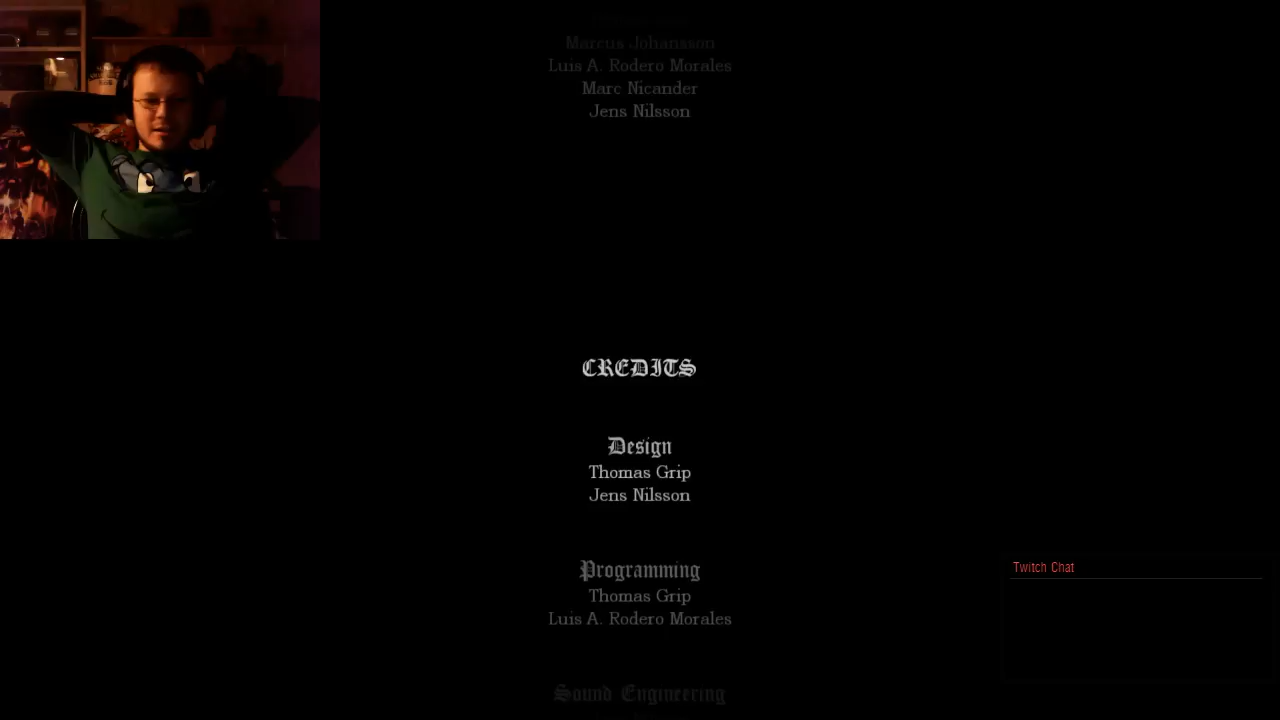 Marcus Johansson
Luis A. Rodero Morales
Marc Nicander
Jens Nilsson
CREDITS
Design
Thomas Grip
Jens Nilsson
Programming
Thomas Grip
Luis A. Rodero Morales
Sound Engineering
Twitch Chat